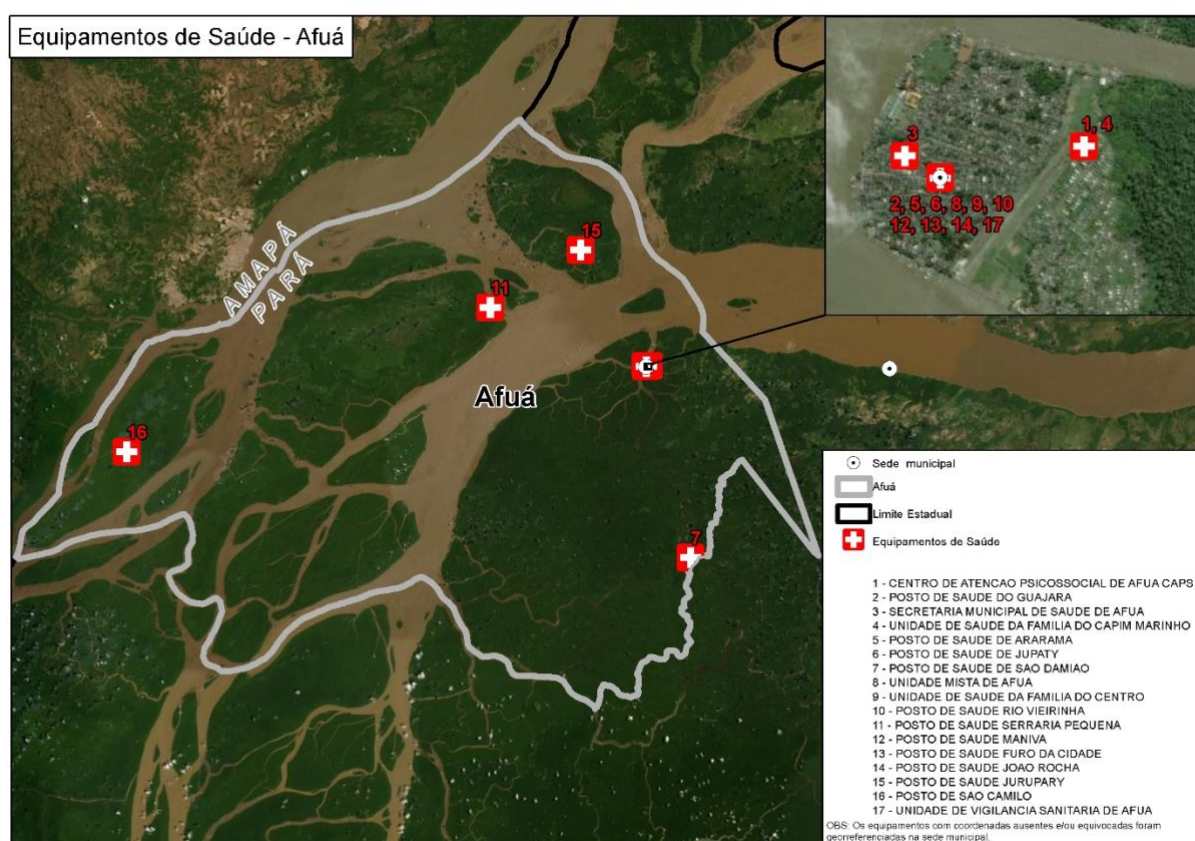 Equipamentos de Saúde - Afuá
3
1, 4
2, 5, 6, 8, 9, 10
12, 13, 14, 17
AMAPÁ
PARÁ
15
11
Afuá
16
7
Sede municipal
Afuá
Limite Estadual
Equipamentos de Saúde
1 - CENTRO DE ATENCAO PSICOSSOCIAL DE AFUA CAPS
2 - POSTO DE SAUDE DO GUAJARA
3 - SECRETARIA MUNICIPAL DE SAUDE DE AFUA
4 - UNIDADE DE SAUDE DA FAMILIA DO CAPIM MARINHO
5 - POSTO DE SAUDE DE ARARAMA
6 - POSTO DE SAUDE DE JUPATY
7 - POSTO DE SAUDE DE SAO DAMIAO
8 - UNIDADE MISTA DE AFUA
9 - UNIDADE DE SAUDE DA FAMILIA DO CENTRO
10 - POSTO DE SAUDE RIO VIEIRINHA
11 - POSTO DE SAUDE SERRARIA PEQUENA
12 - POSTO DE SAUDE MANIVA
13 - POSTO DE SAUDE FURO DA CIDADE
14 - POSTO DE SAUDE JOAO ROCHA
15 - POSTO DE SAUDE JURUPARY
16 - POSTO DE SAO CAMILO
17 - UNIDADE DE VIGILANCIA SANITARIA DE AFUA
OBS: Os equipamentos com coordenadas ausentes e/ou equivocadas foram
georreferenciadas na sede municipal.